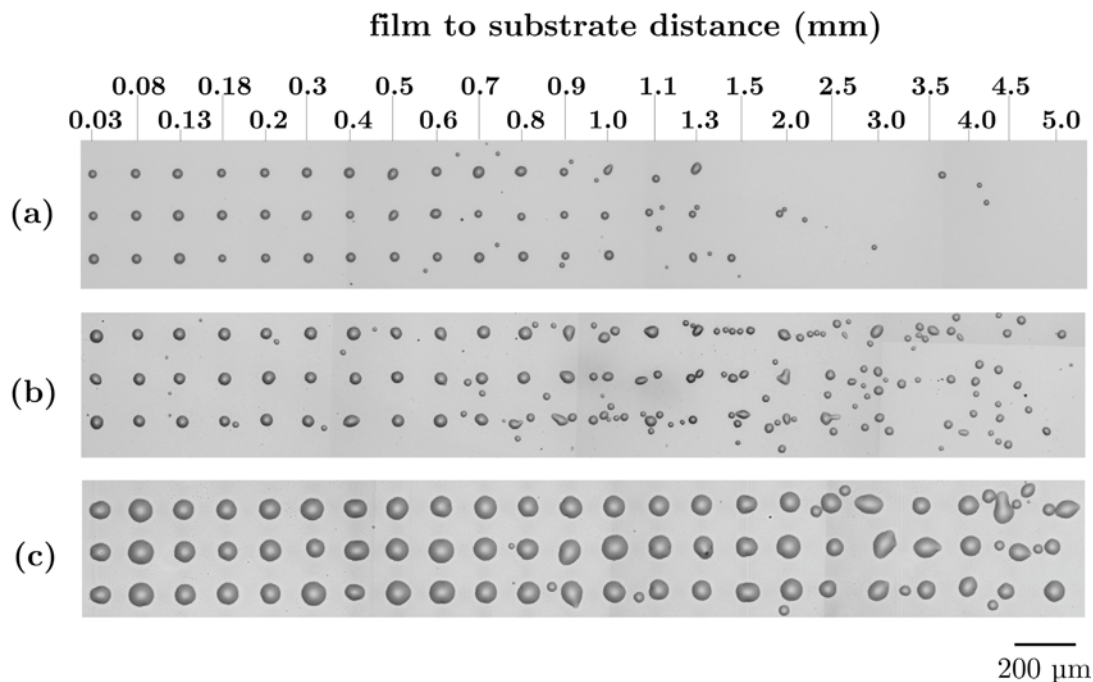 film to substrate distance (mm)
0.08 0.18 0.3 0.5 0.7 0.9 1.1 1.5 2.5 3.5 4.5
0.03 0.13 0.2 0.4 0.6 0.8 1.0 1.3 2.0 3.0 4.0 5.0
(a)
(b)
(c)
200 µm